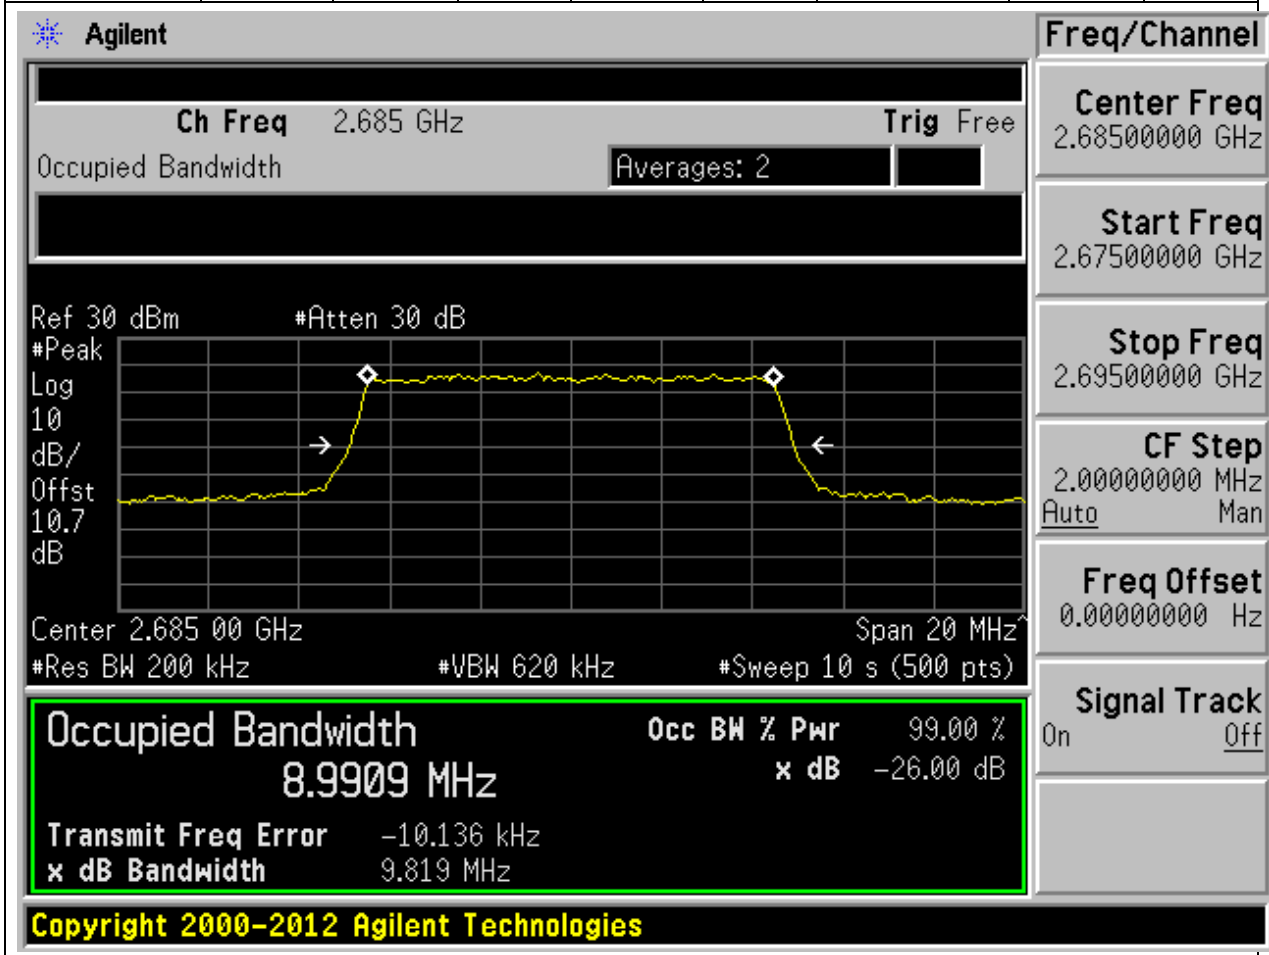 Agilent
Freq/Channel
Ch Freq 2.685 GHz Trig Free
Occupied Bandwidth Averages: 2
Center Freq
2.68500000 GHz
Start Freq
2.67500000 GHz
Stop Freq
2.69500000 GHz
CF Step
2.00000000 MHz
Auto Man
Freq Offset
0.00000000 Hz
Signal Track
On Off
Ref 30 dBm #Atten 30 dB
#Peak
Log
10
dB/
Offst
10.7
dB
Center 2.685 00 GHz Span 20 MHz^
#Res BW 200 kHz #VBW 620 kHz #Sweep 10 s (500 pts)
Occupied Bandwidth Occ BW % Pwr 99.00 %
8.9909 MHz x dB -26.00 dB
Transmit Freq Error -10.136 kHz
x dB Bandwidth 9.819 MHz
Copyright 2000-2012 Agilent Technologies